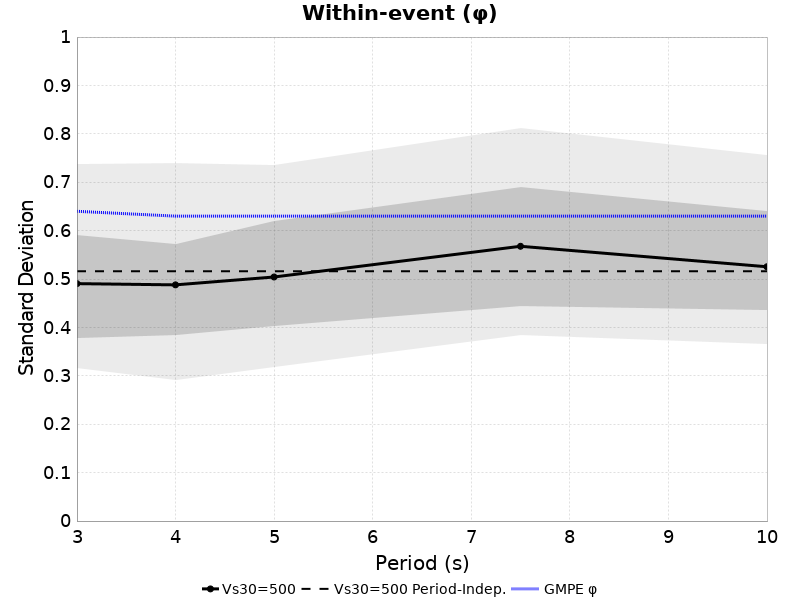 Within-event (φ)
1
0.9
0.8
0.7
0.6
0.5
0.4
0.3
0.2
0.1
0
Standard Deviation
3 4 5 6 7 8 9 10
Period (s)
Vs30=500 Vs30=500 Period-Indep. GMPE φ